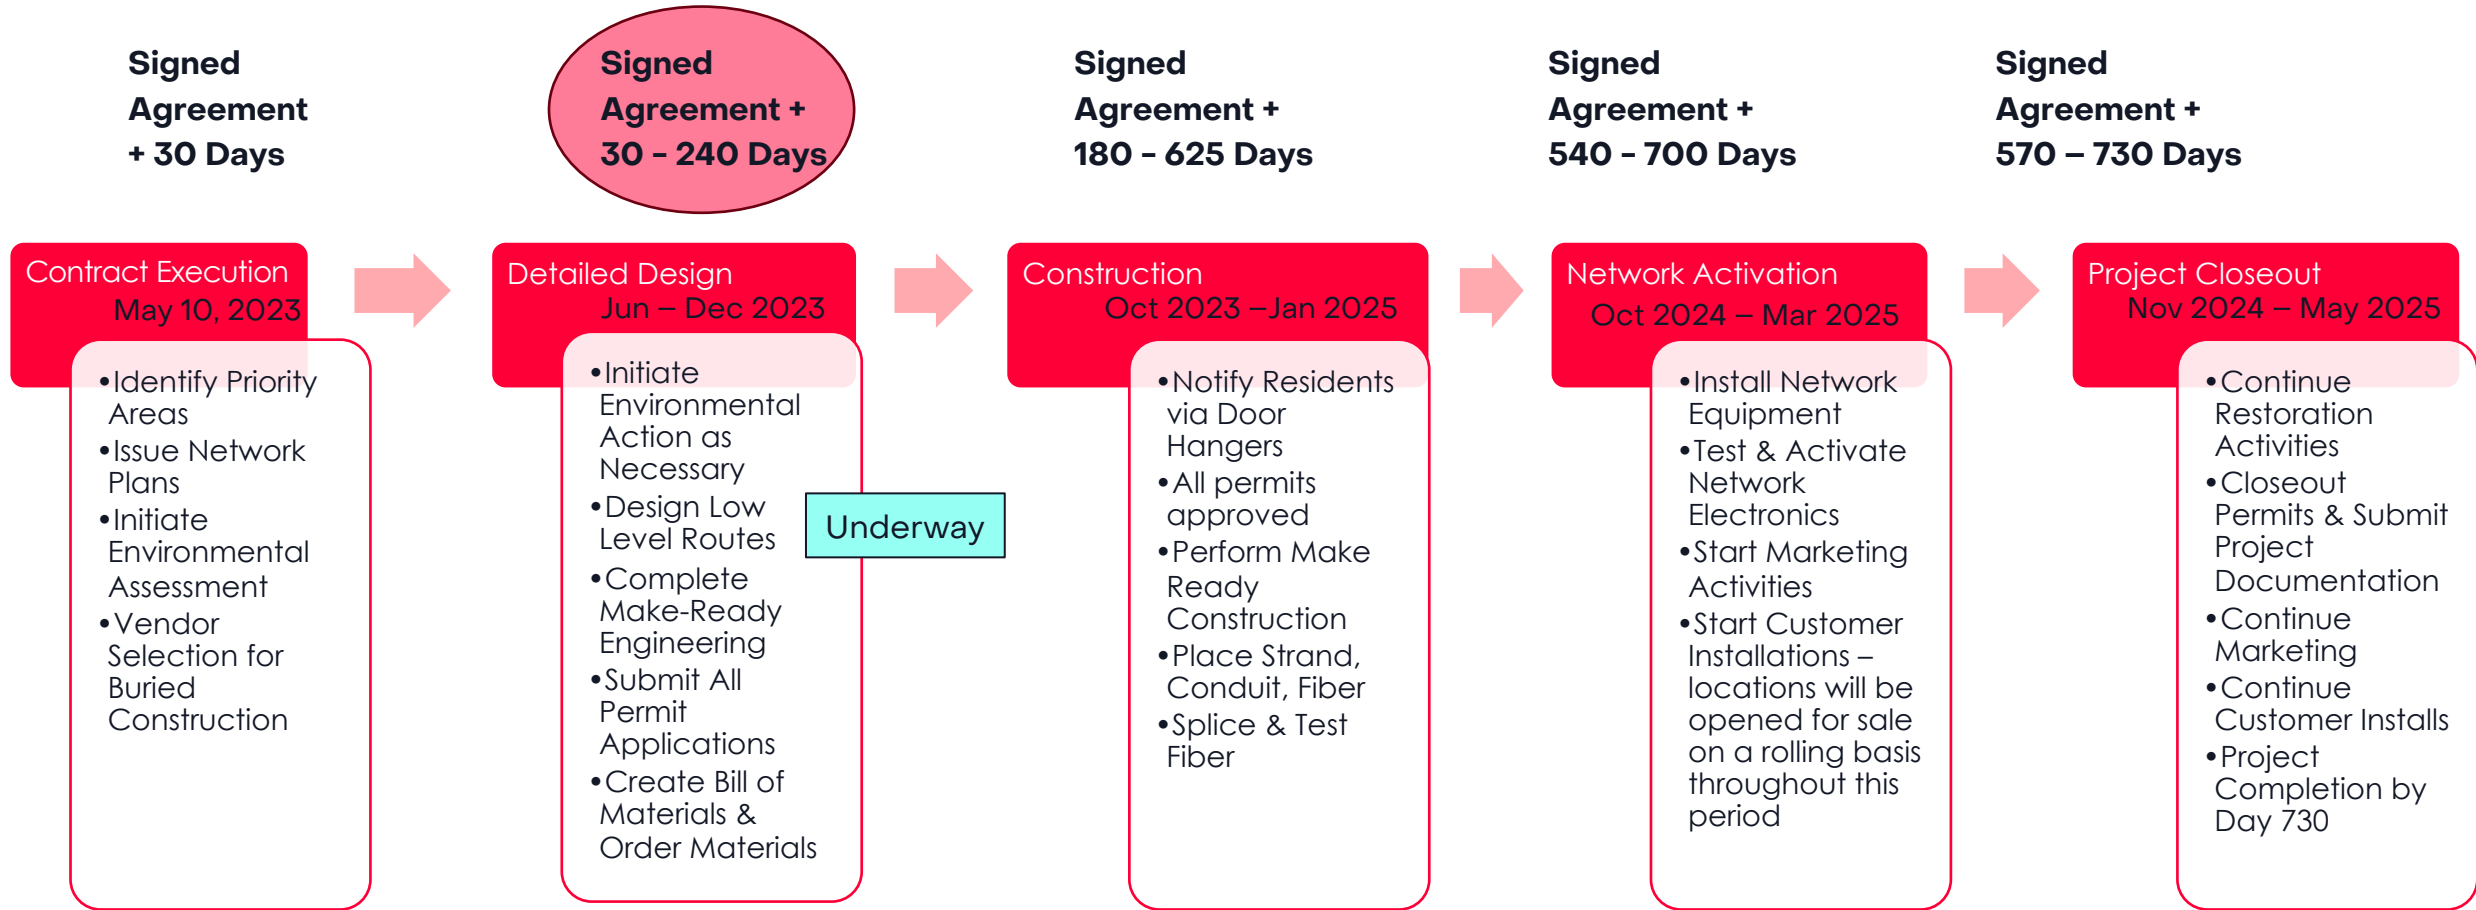 Signed
Agreement
+ 30 Days
Signed
Agreement +
30 - 240 Days
Signed
Agreement +
180 - 625 Days
Signed
Agreement +
540 - 700 Days
Signed
Agreement +
570 – 730 Days
Contract Execution
May 10, 2023
•Identify Priority
Areas
•Issue Network
Plans
•Initiate
Environmental
Assessment
•Vendor
Selection for
Buried
Construction
Detailed Design
Jun – Dec 2023
•Initiate
Environmental
Action as
Necessary
•Design Low
Level Routes
•Complete
Make-Ready
Engineering
•Submit All
Permit
Applications
•Create Bill of
Materials &
Order Materials
Underway
Construction
Oct 2023 –Jan 2025
•Notify Residents
via Door
Hangers
•All permits
approved
•Perform Make
Ready
Construction
•Place Strand,
Conduit, Fiber
•Splice & Test
Fiber
Network Activation
Oct 2024 – Mar 2025
•Install Network
Equipment
•Test & Activate
Network
Electronics
•Start Marketing
Activities
•Start Customer
Installations –
locations will be
opened for sale
on a rolling basis
throughout this
period
Project Closeout
Nov 2024 – May 2025
•Continue
Restoration
Activities
•Closeout
Permits & Submit
Project
Documentation
•Continue
Marketing
•Continue
Customer Installs
•Project
Completion by
Day 730